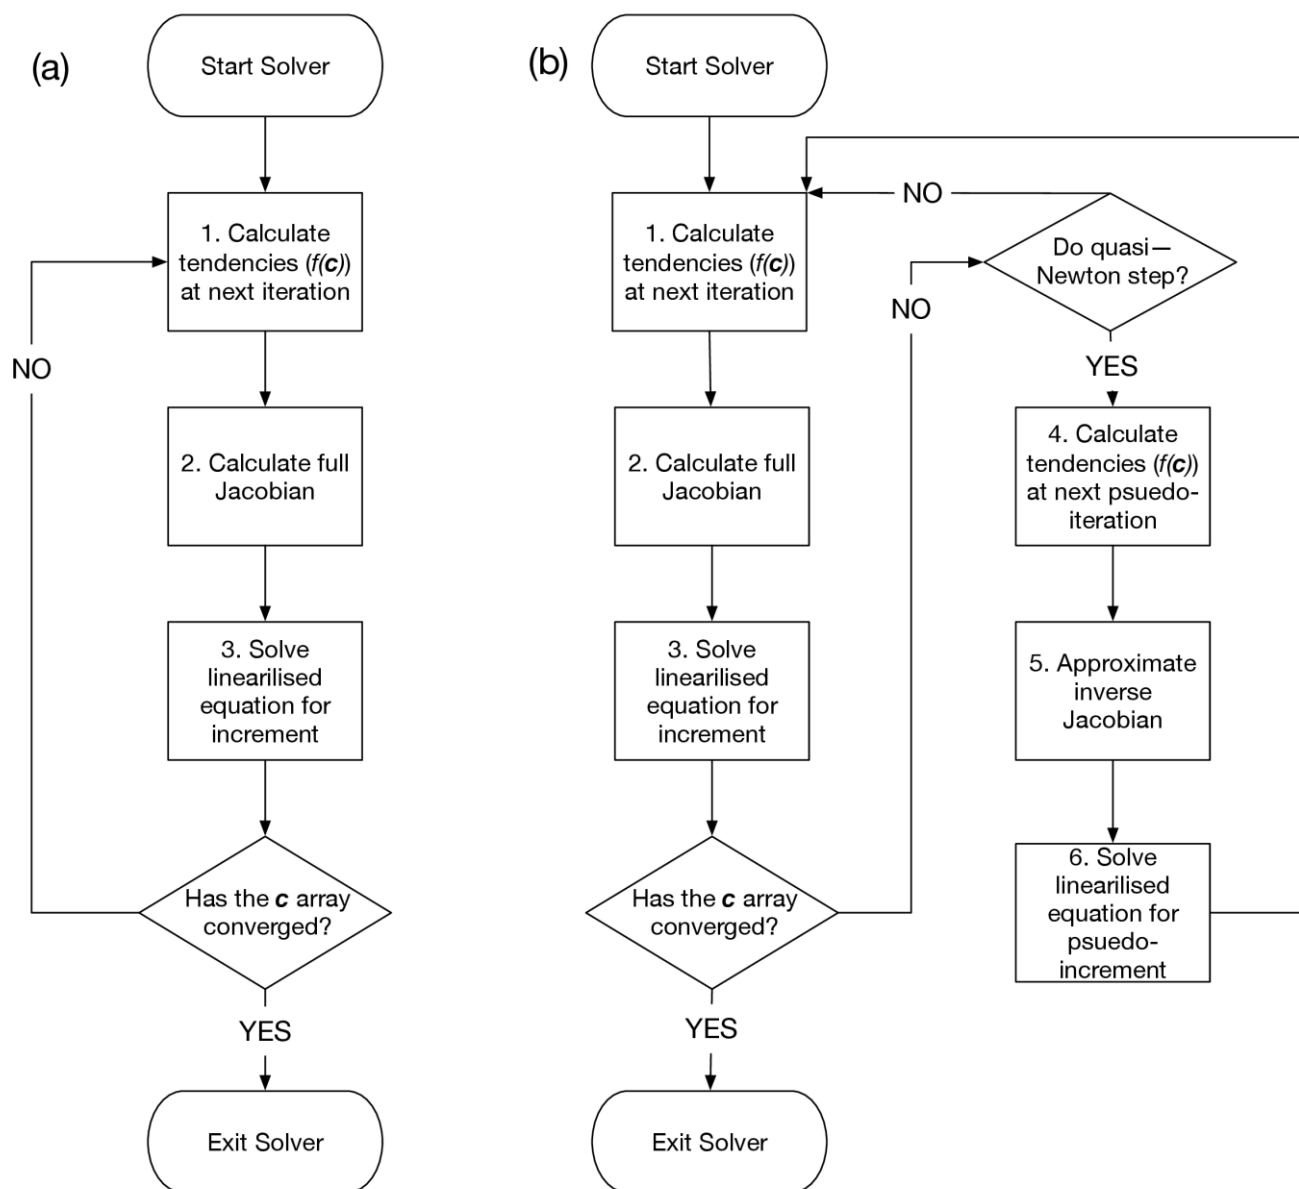 (a)
Start Solver
1. Calculate
tendencies (f(c))
at next iteration
NO
2. Calculate full
Jacobian
3. Solve
linearilised
equation for
increment
Has the c array
converged?
YES
Exit Solver
(b)
Start Solver
1. Calculate
tendencies (f(c))
at next iteration
2. Calculate full
Jacobian
3. Solve
linearilised
equation for
increment
Has the c array
converged?
YES
Exit Solver
NO
NO
Do quasi—
Newton step?
YES
4. Calculate
tendencies (f(c))
at next psuedo-
iteration
5. Approximate
inverse
Jacobian
6. Solve
linearilised
equation for
psuedo-
increment